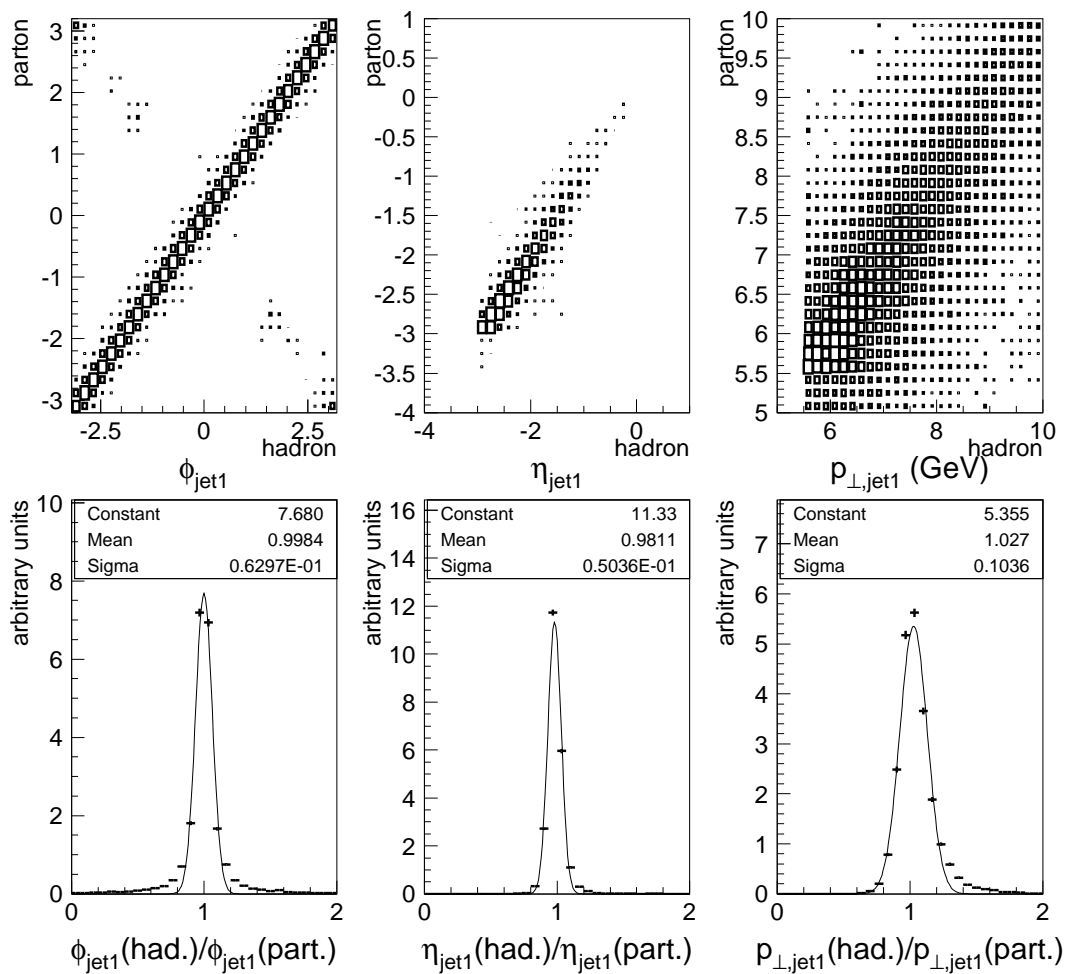 parton
3
2
1
0
-1
-2
-3
-2.5 0 2.5
hadron
ϕjet1
parton
1
0.5
0
-0.5
-1
-1.5
-2
-2.5
-3
-3.5
-4
-4 -2 0
hadron
ηjet1
parton
10
9.5
9
8.5
8
7.5
7
6.5
6
5.5
5
6 8 10
hadron
p⊥,jet1 (GeV)
arbitrary units
10
8
6
4
2
0
Constant 7.680
Mean 0.9984
Sigma 0.6297E-01
0 1 2
ϕjet1(had.)/ϕjet1(part.)
arbitrary units
16
14
12
10
8
6
4
2
0
Constant 11.33
Mean 0.9811
Sigma 0.5036E-01
0 1 2
ηjet1(had.)/ηjet1(part.)
arbitrary units
7
6
5
4
3
2
1
0
Constant 5.355
Mean 1.027
Sigma 0.1036
0 1 2
p⊥,jet1(had.)/p⊥,jet1(part.)